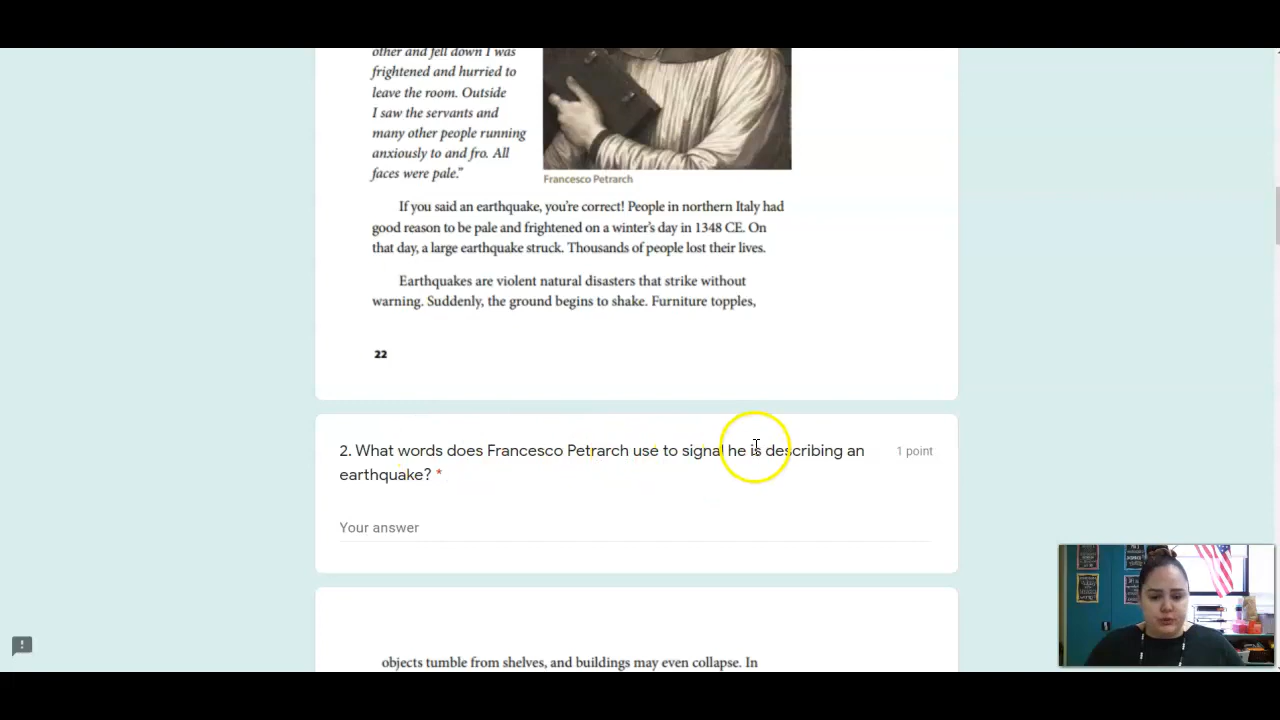 other and fell down I was
frightened and hurried to
leave the room. Outside
I saw the servants and
many other people running
anxiously to and fro. All
faces were pale."
Francesco Petrarch
If you said an earthquake, you're correct! People in northern Italy had
good reason to be pale and frightened on a winter's day in 1348 CE. On
that day, a large earthquake struck. Thousands of people lost their lives.
Earthquakes are violent natural disasters that strike without
warning. Suddenly, the ground begins to shake. Furniture topples,
22
2. What words does Francesco Petrarch use to signal he is describing an
earthquake? *
1 point
Your answer
objects tumble from shelves, and buildings may even collapse. In